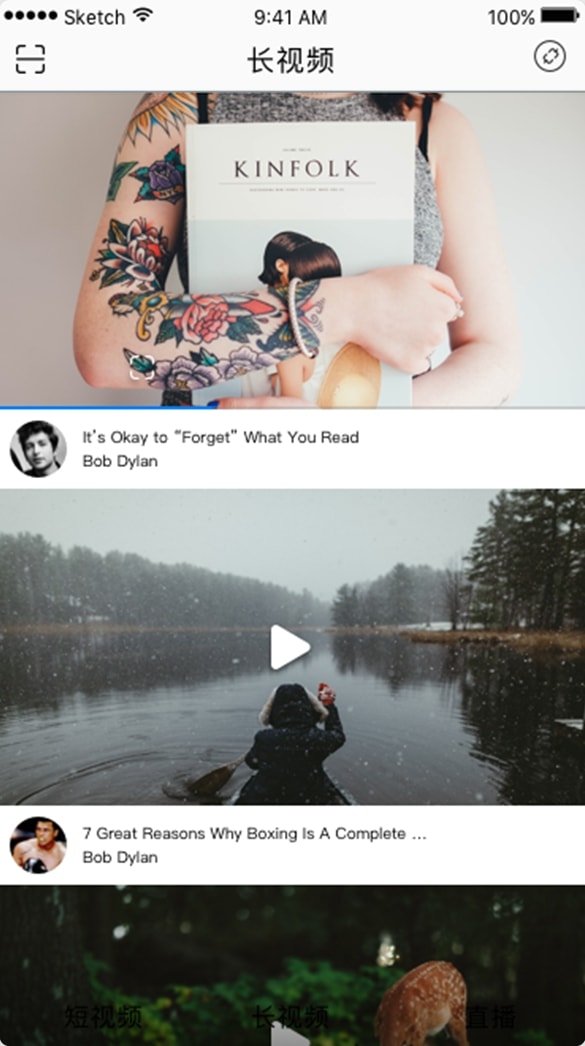 Sketch 9:41 AM 100%
长视频
KINFOLK
It's Okay to “Forget” What You Read
Bob Dylan
7 Great Reasons Why Boxing Is A Complete ...
Bob Dylan
短视频 长视频 直播